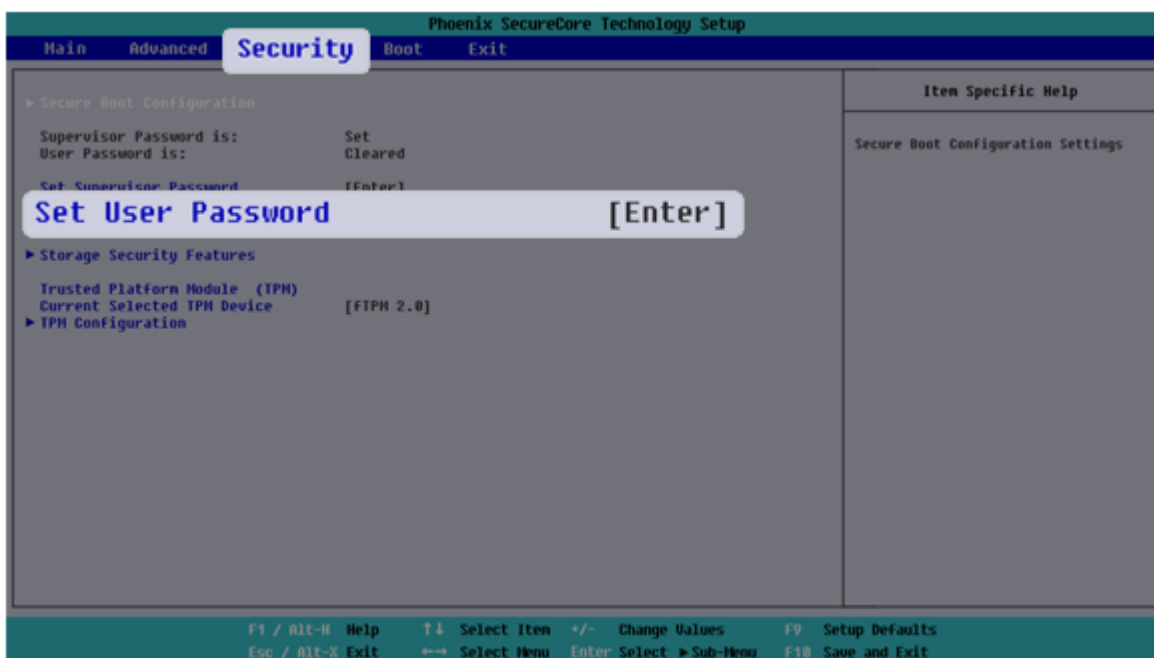 Phoenix SecureCore Technology Setup
Main Advanced Security Boot Exit
▶ Secure Boot Configuration
Supervisor Password is: Set
User Password is: Cleared
Set Supervisor Password [Enter]
Set User Password [Enter]
▶ Storage Security Features
Trusted Platform Module (TPM)
Current Selected TPM Device [fTPM 2.0]
▶ TPM Configuration
Item Specific Help
Secure Boot Configuration Settings
F1 / Alt-H Help ↑↓ Select Item +/- Change Values F9 Setup Defaults
Esc / Alt-X Exit ←→ Select Menu Enter Select ▶ Sub-Menu F10 Save and Exit